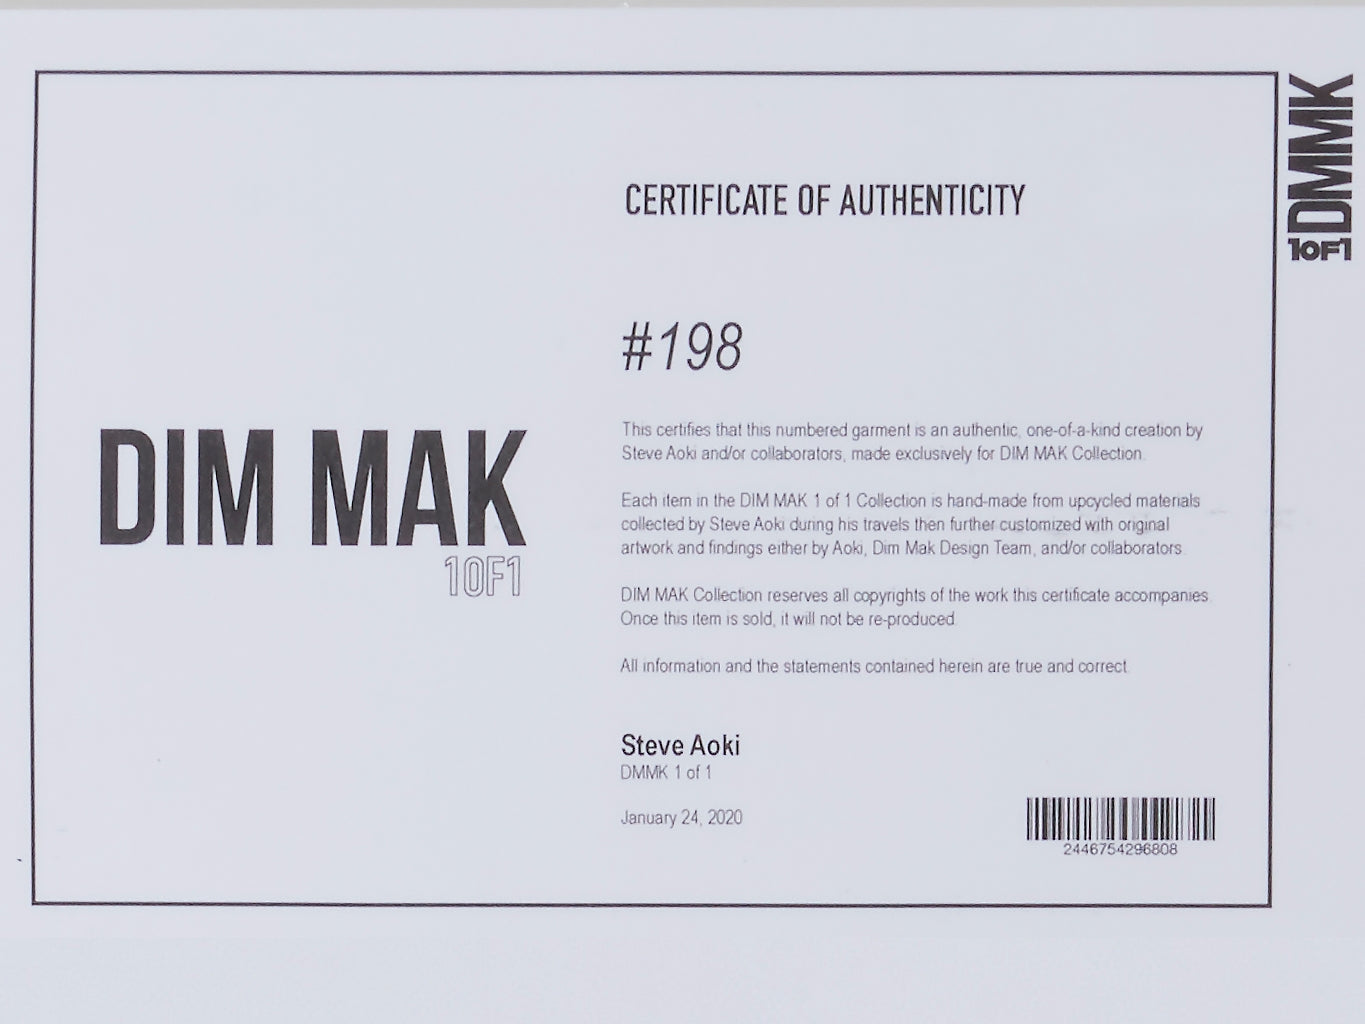 CERTIFICATE OF AUTHENTICITY
#198
DIM MAK
1OF1
This certifies that this numbered garment is an authentic, one-of-a-kind creation by
Steve Aoki and/or collaborators, made exclusively for DIM MAK Collection.
Each item in the DIM MAK 1 of 1 Collection is hand-made from upcycled materials
collected by Steve Aoki during his travels then further customized with original
artwork and findings either by Aoki, Dim Mak Design Team, and/or collaborators.
DIM MAK Collection reserves all copyrights of the work this certificate accompanies.
Once this item is sold, it will not be re-produced.
All information and the statements contained herein are true and correct.
Steve Aoki
DMMK 1 of 1
January 24, 2020
2446754296808
DMMK
1OF1